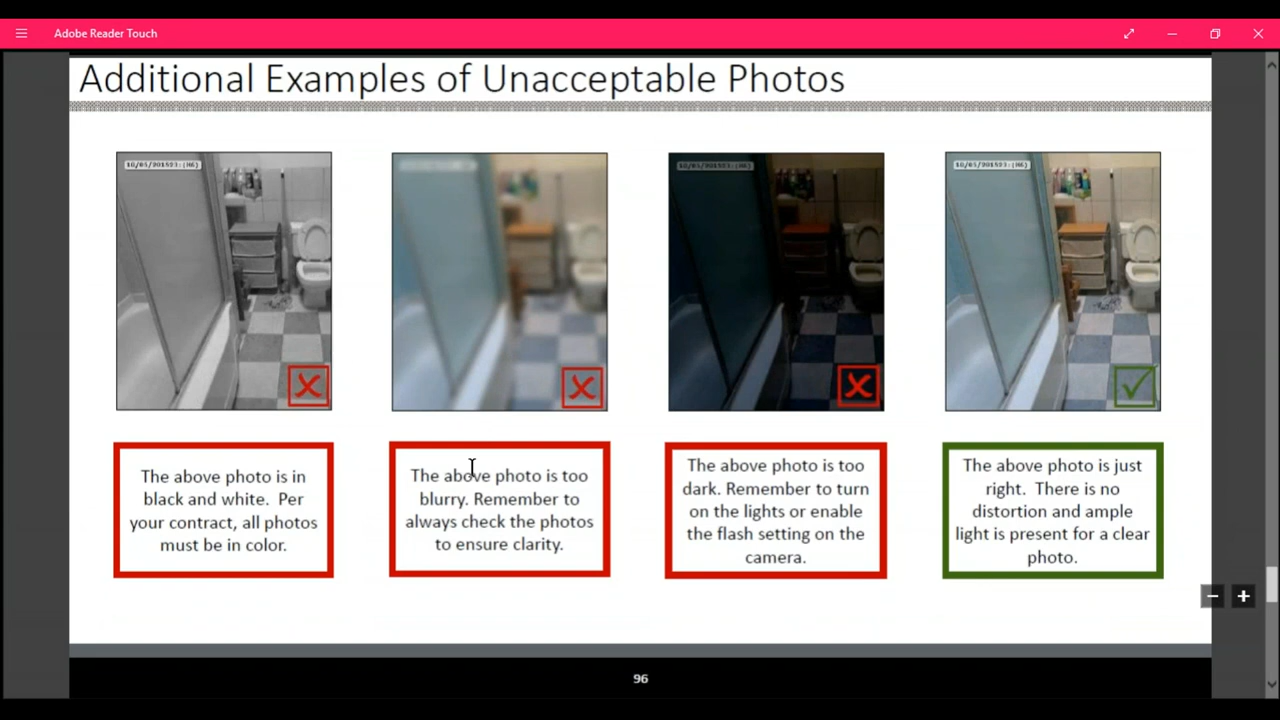 Adobe Reader Touch
Additional Examples of Unacceptable Photos
The above photo is in
black and white. Per
your contract, all photos
must be in color.
The above photo is too
blurry. Remember to
always check the photos
to ensure clarity.
The above photo is too
dark. Remember to turn
on the lights or enable
the flash setting on the
camera.
The above photo is just
right. There is no
distortion and ample
light is present for a clear
photo.
96